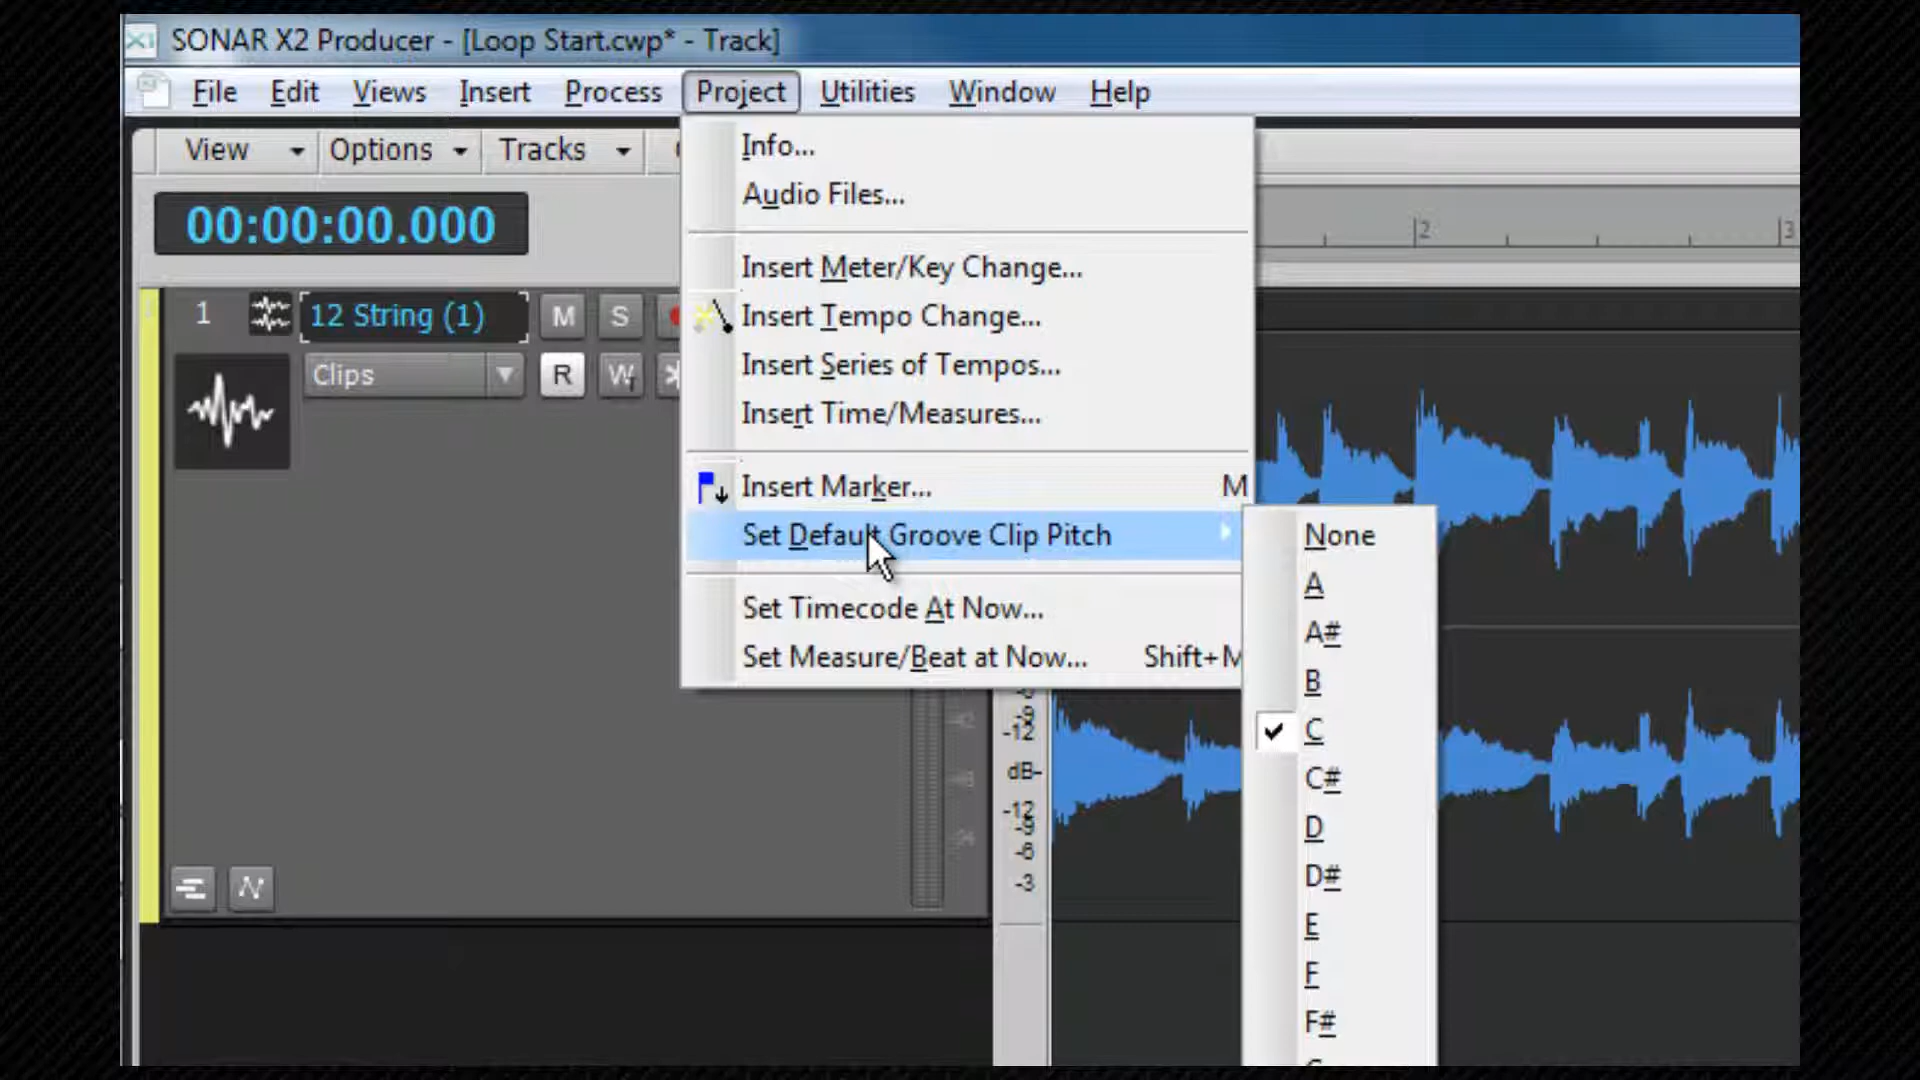 SONAR X2 Producer - [Loop Start.cwp* - Track]
File Edit Views Insert Process Project Utilities Window Help
View Options Tracks
Info...
Audio Files...
00:00:00.000
2 3
Insert Meter/Key Change...
1 12 String (1) M S
Insert Tempo Change...
Insert Series of Tempos...
Clips R W
Insert Time/Measures...
Insert Marker... M
Set Default Groove Clip Pitch
None
A
Set Timecode At Now...
A#
Set Measure/Beat at Now... Shift+M
B
-9
-12
C
dB-
C#
-12
-9
D
-6
D#
-3
E
F
F#